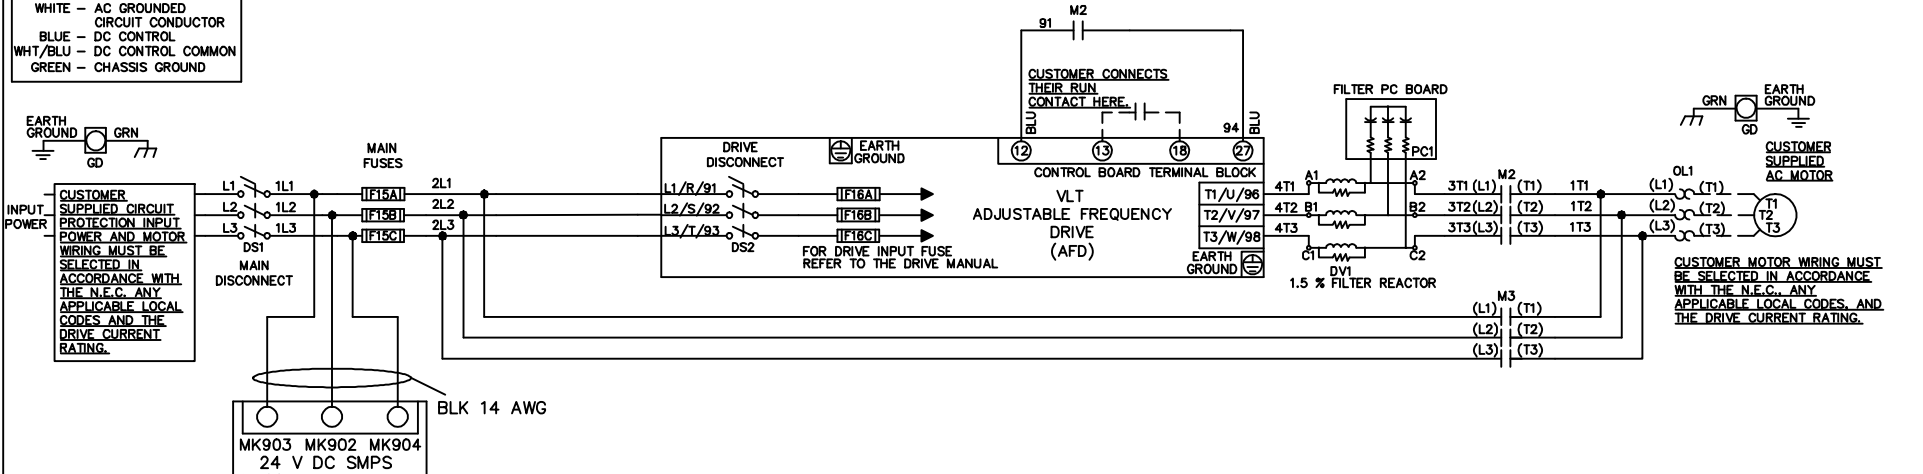 WHITE – AC GROUNDED
CIRCUIT CONDUCTOR
BLUE – DC CONTROL
WHT/BLU – DC CONTROL COMMON
GREEN – CHASSIS GROUND
EARTH
GROUND
GRN
GD
INPUT
POWER
CUSTOMER
SUPPLIED CIRCUIT
PROTECTION INPUT
POWER AND MOTOR
WIRING MUST BE
SELECTED IN
ACCORDANCE WITH
THE N.E.C. ANY
APPLICABLE LOCAL
CODES AND THE
DRIVE CURRENT
RATING.
L1
L2
L3
1L1
1L2
1L3
DS1
MAIN
DISCONNECT
MAIN
FUSES
F15A
F15B
F15C
2L1
2L2
2L3
BLK 14 AWG
MK903 MK902 MK904
24 V DC SMPS
L1/R/91
L2/S/92
L3/T/93
DRIVE
DISCONNECT
DS2
EARTH
GROUND
F16A
F16B
F16C
FOR DRIVE INPUT FUSE
REFER TO THE DRIVE MANUAL
VLT
ADJUSTABLE FREQUENCY
DRIVE
(AFD)
91
M2
CUSTOMER CONNECTS
THEIR RUN
CONTACT HERE.
BLU
94
BLU
12
13
18
27
CONTROL BOARD TERMINAL BLOCK
T1/U/96
T2/V/97
T3/W/98
EARTH
GROUND
4T1
4T2
4T3
A1
B1
C1
A2
B2
C2
FILTER PC BOARD
PC1
DV1
1.5 % FILTER REACTOR
M2
3T1 (L1) (T1) 1T1
3T2(L2) (T2) 1T2
3T3(L3) (T3) 1T3
M3
(L1) (T1)
(L2) (T2)
(L3) (T3)
OL1
(L1) (T1)
(L2) (T2)
(L3) (T3)
T1
T2
T3
GRN
GD
EARTH
GROUND
CUSTOMER
SUPPLIED
AC MOTOR
CUSTOMER MOTOR WIRING MUST
BE SELECTED IN ACCORDANCE
WITH THE N.E.C., ANY
APPLICABLE LOCAL CODES, AND
THE DRIVE CURRENT RATING.